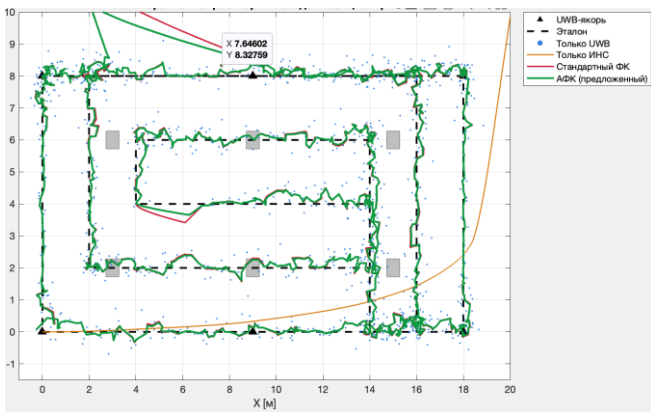 10
9
8
7
6
5
4
3
2
1
0
-1
0
2
4
6
8
10
12
14
16
18
20
X [м]
X 7.64602
Y 8.32759
UWB-якорь
Эталон
Только UWB
Только ИНС
Стандартный ФК
АФК (предложенный)